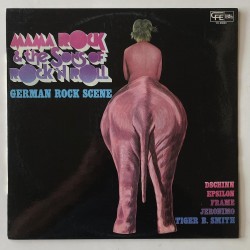 MAMA ROCK
& the Sons of
ROCK'N'ROLL
GERMAN ROCK SCENE
DSCHINN
EPSILON
FRAME
JERONIMO
TIGER B. SMITH